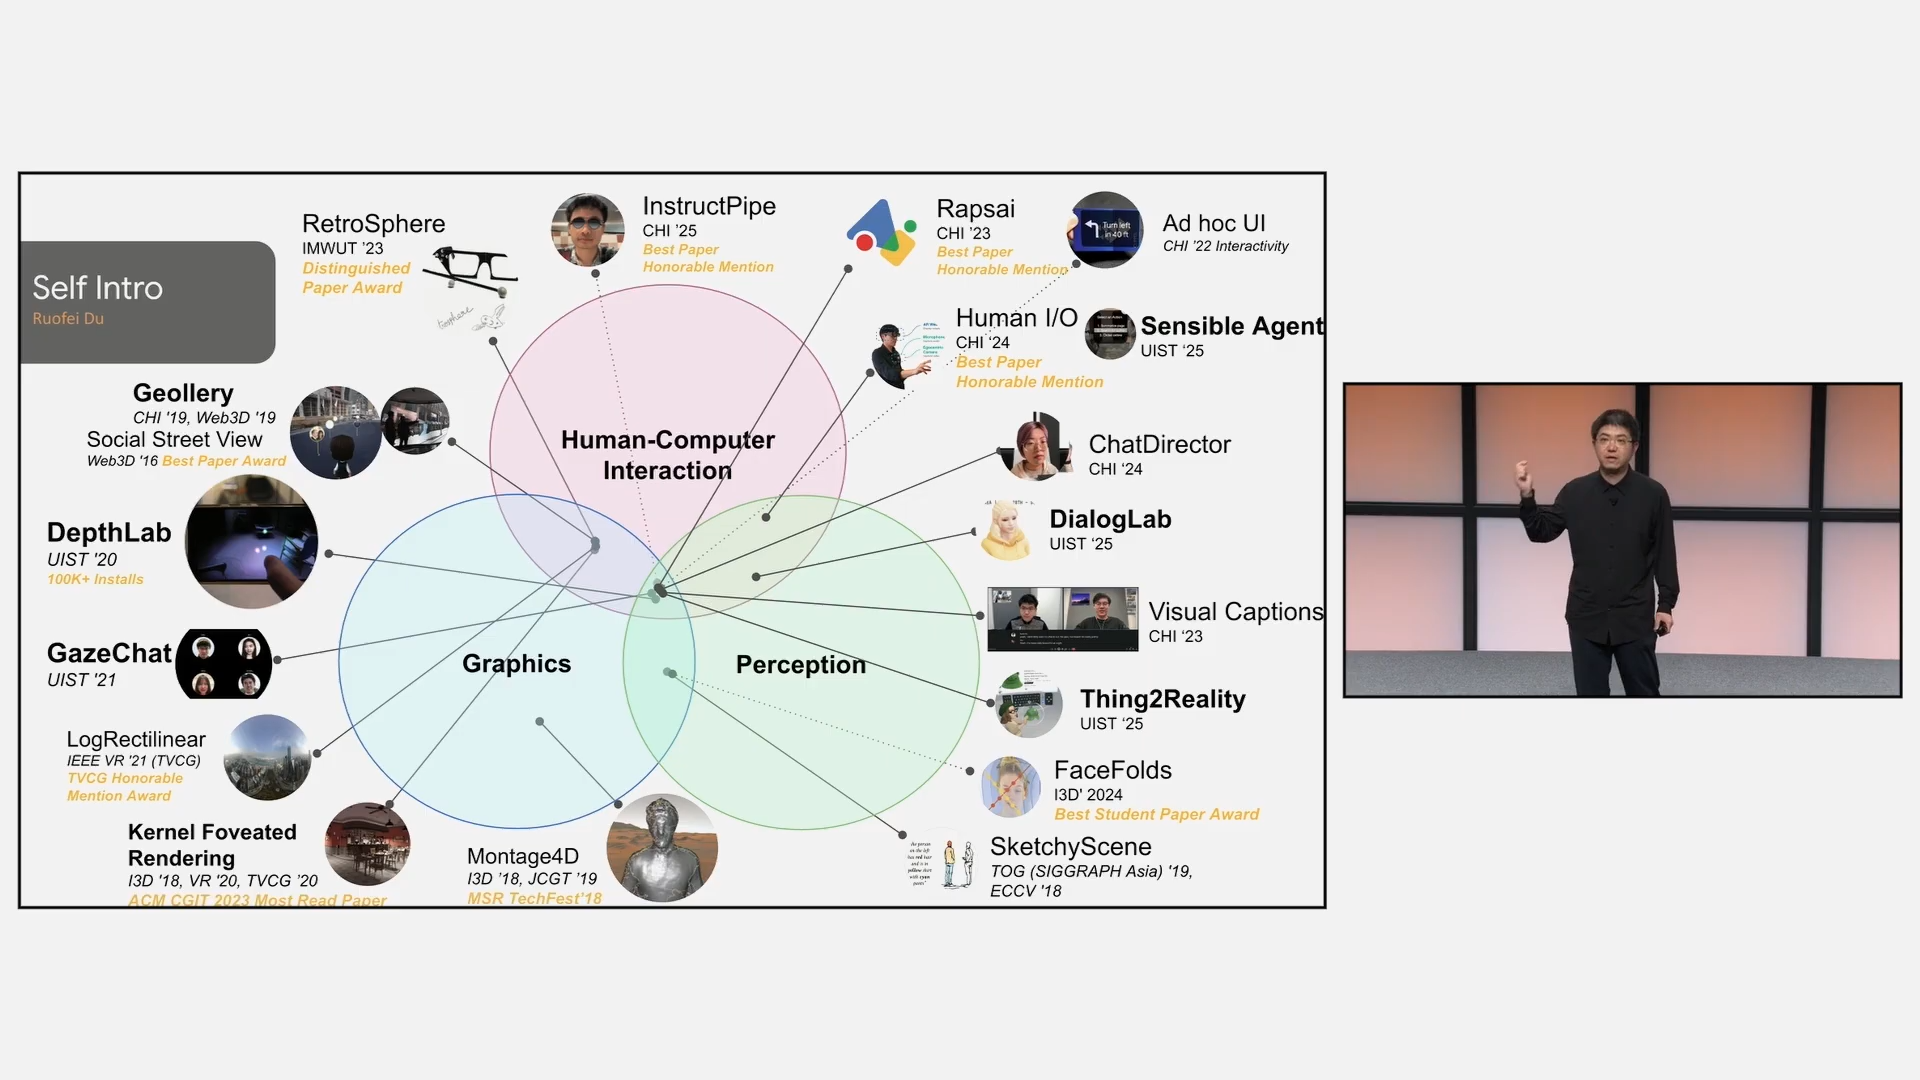 Self Intro
Ruofei Du
RetroSphere
IMWUT ’23
Distinguished
Paper Award
InstructPipe
CHI ’25
Best Paper
Honorable Mention
Rapsai
CHI ’23
Best Paper
Honorable Mention
Turn left
in 40 ft
Ad hoc UI
CHI ’22 Interactivity
Human I/O
CHI ‘24
Best Paper
Honorable Mention
Sensible Agent
UIST ‘25
Geollery
CHI '19, Web3D '19
Social Street View
Web3D '16 Best Paper Award
Human-Computer
Interaction
ChatDirector
CHI ‘24
DepthLab
UIST '20
100K+ Installs
DialogLab
UIST ‘25
GazeChat
UIST '21
Graphics
Perception
Visual Captions
CHI ‘23
Thing2Reality
UIST ‘25
LogRectilinear
IEEE VR '21 (TVCG)
TVCG Honorable
Mention Award
FaceFolds
I3D' 2024
Best Student Paper Award
Kernel Foveated
Rendering
I3D '18, VR '20, TVCG ’20
ACM CGIT 2023 Most Read Paper
Montage4D
I3D ’18, JCGT ’19
MSR TechFest’18
SketchyScene
TOG (SIGGRAPH Asia) '19,
ECCV '18